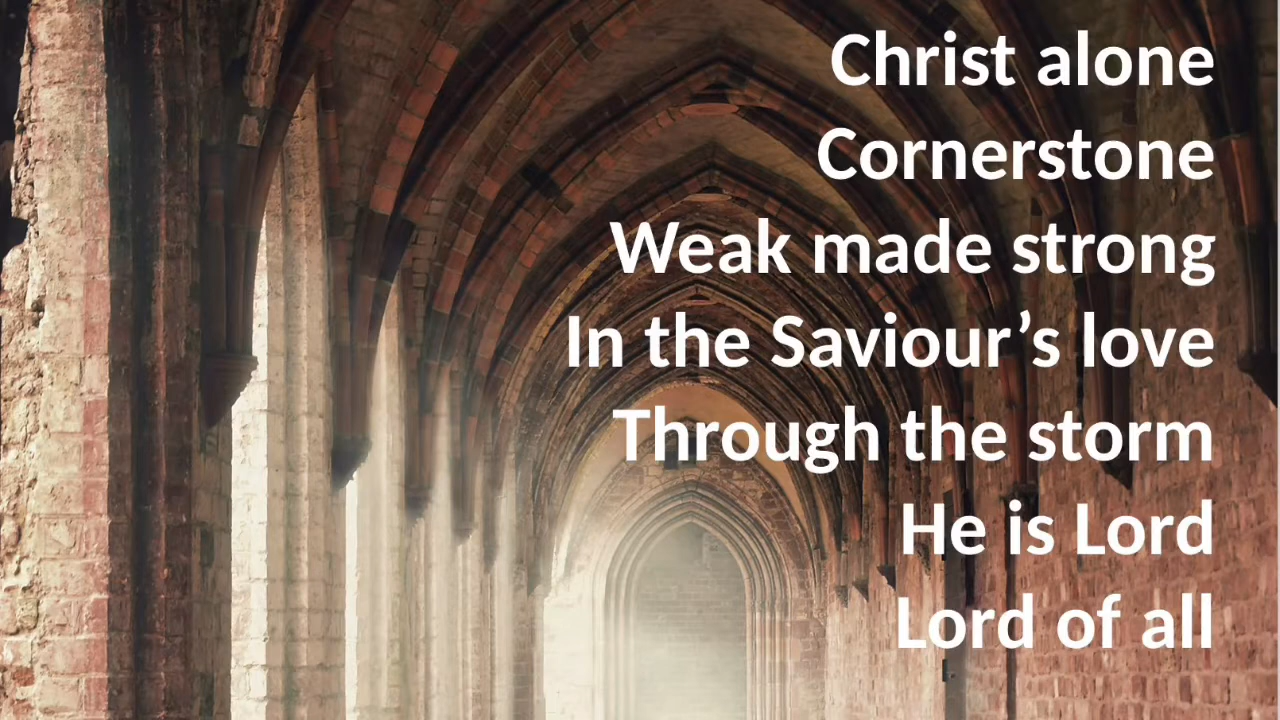 Christ alone
Cornerstone
Weak made strong
In the Saviour’s love
Through the storm
He is Lord
Lord of all